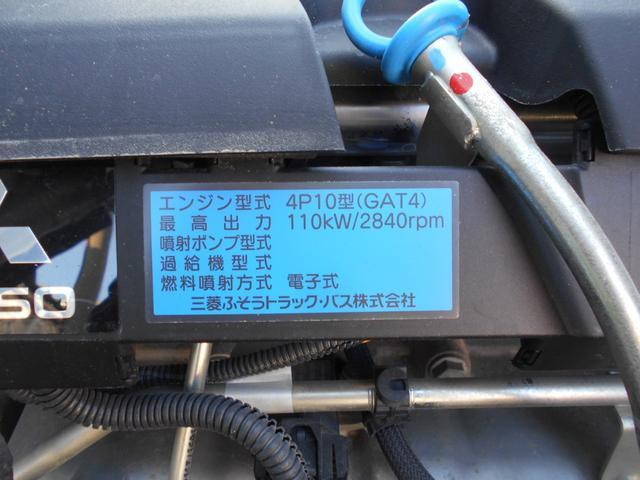 エンジン型式 4P10型(GAT4)
最高出力 110kW/2840rpm
噴射ポンプ型式
過給機型式
燃料噴射方式 電子式
三菱ふそうトラック・バス株式会社
50